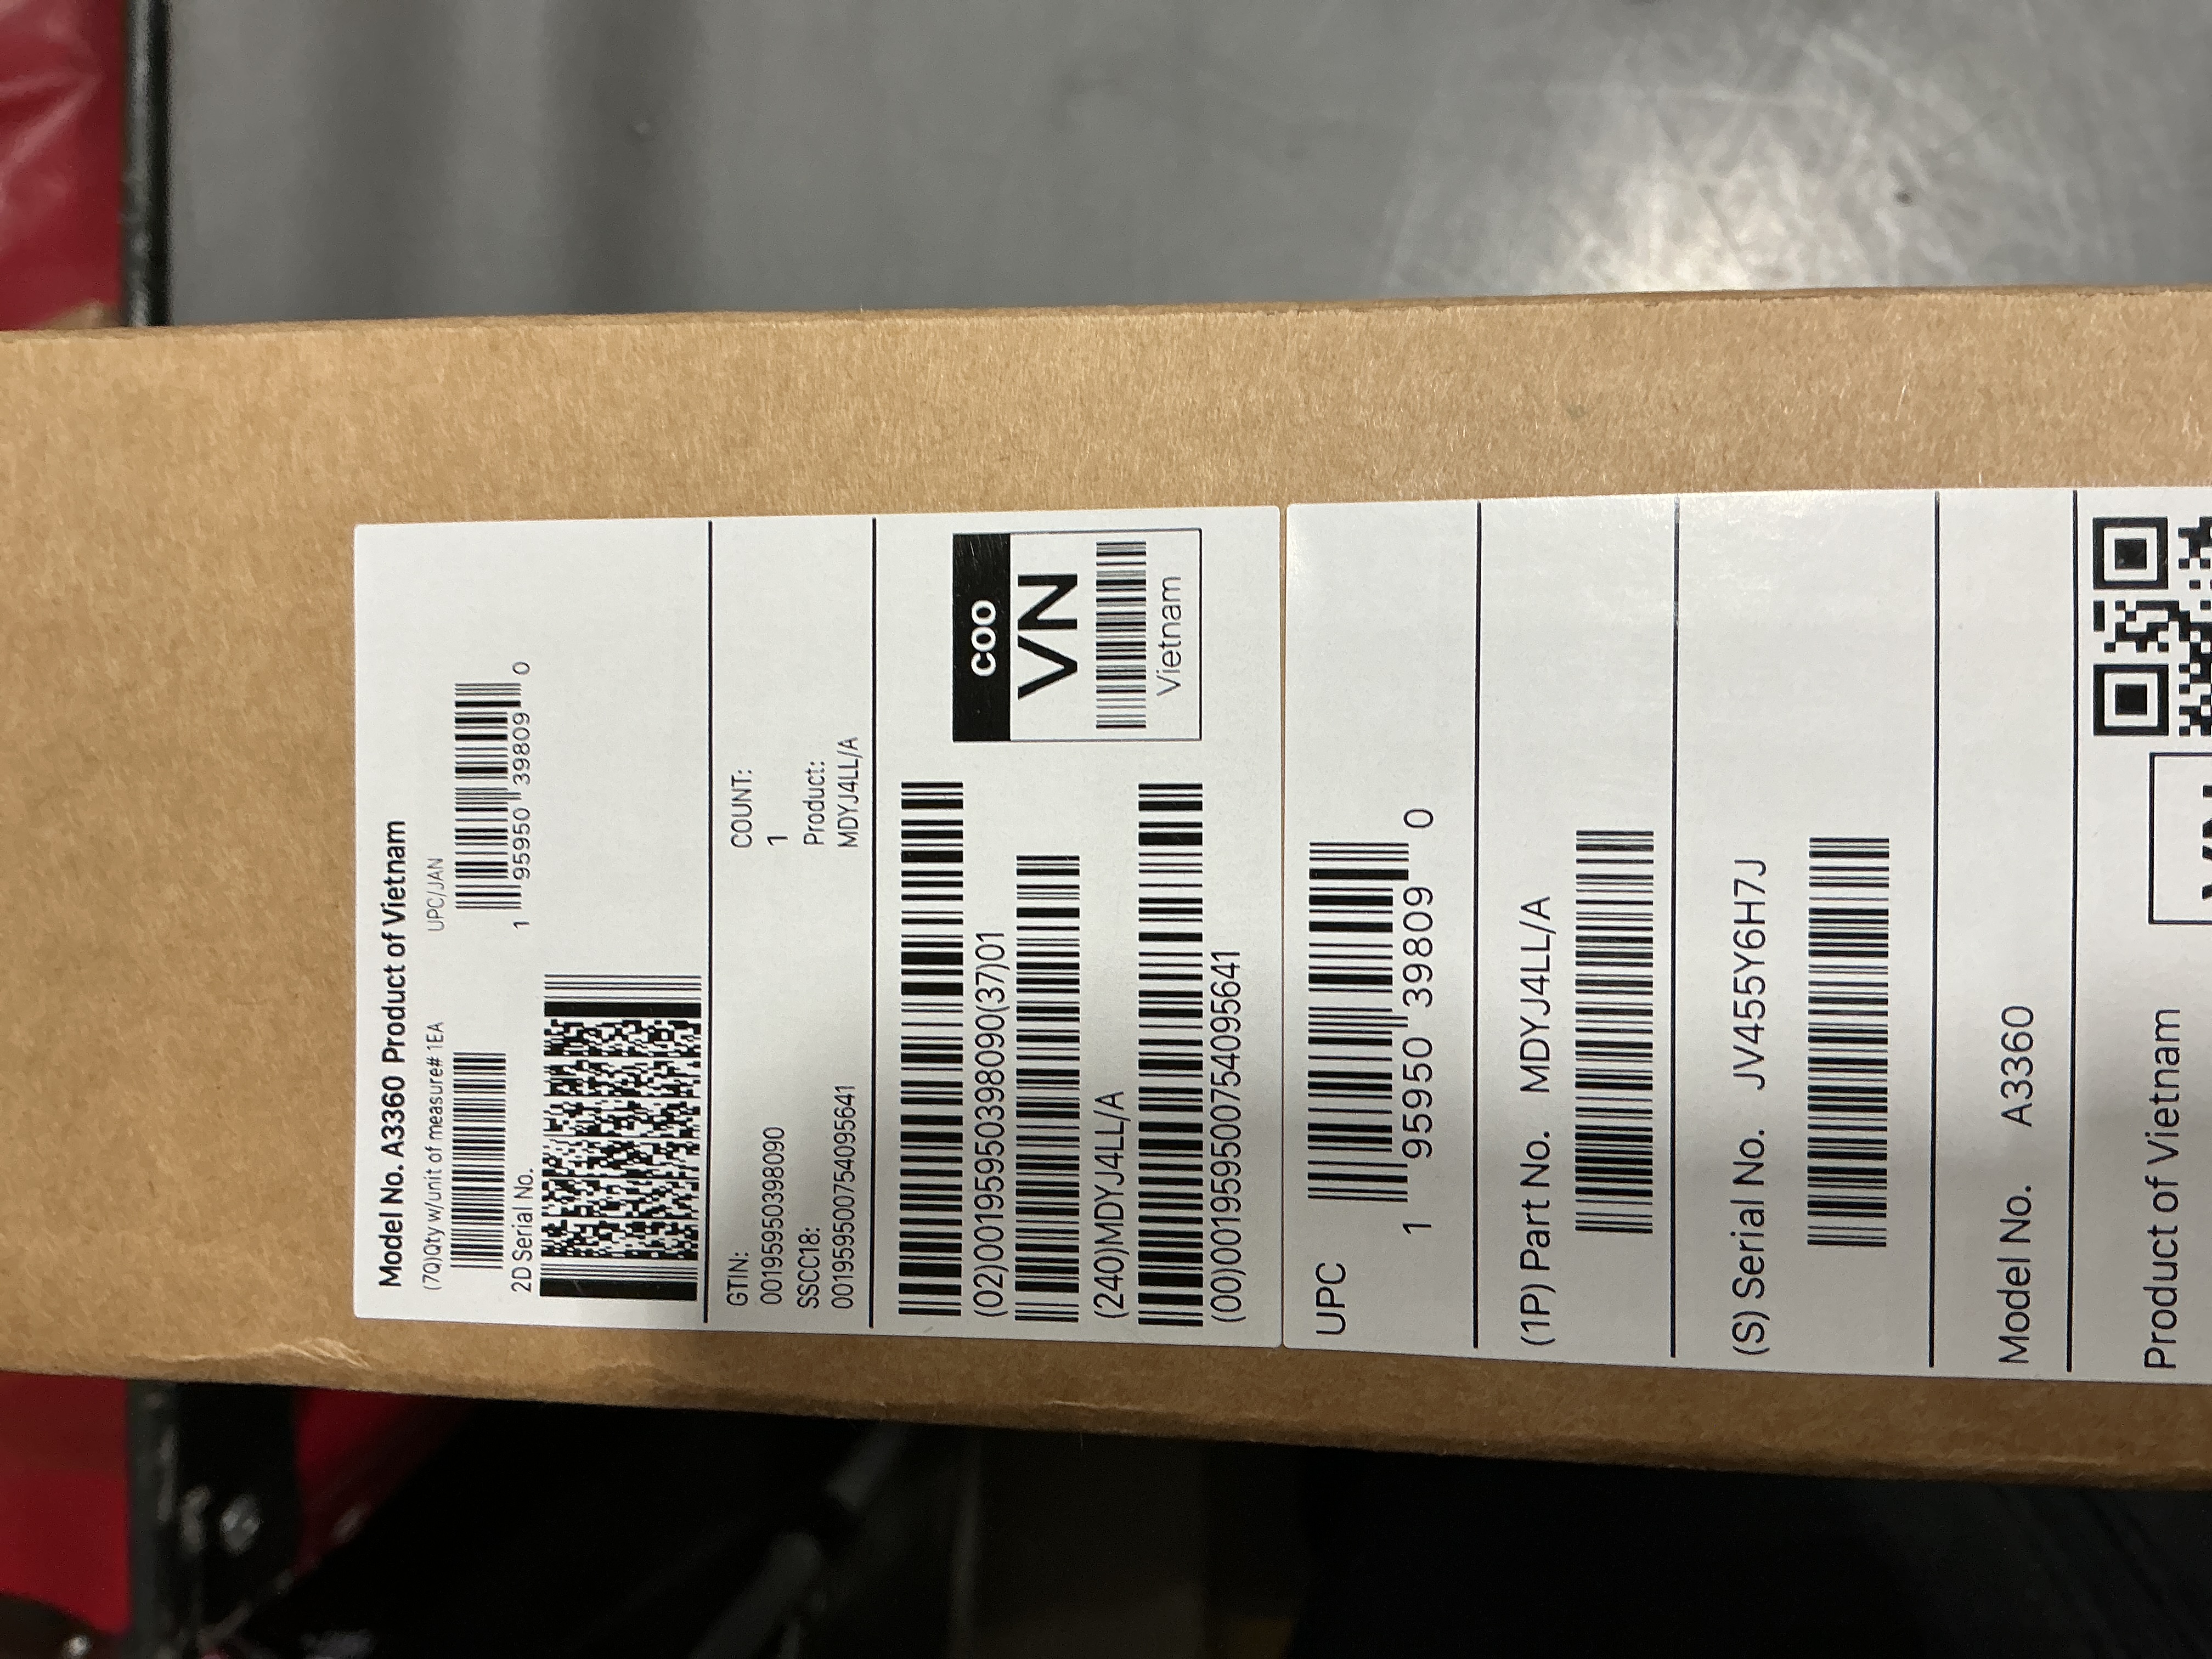 Model No. A3360 Product of Vietnam
(7Q)Qty w/unit of measure# 1EA
UPC/JAN
1 95950 39809 0
2D Serial No.
GTIN:
00195950398090
COUNT:
1
SSCC18:
001959500754095641
Product:
MDYJ4LL/A
(02)00195950398090(37)01
(240)MDYJ4LL/A
(00)001959500754095641
COO
VN
Vietnam
UPC
1 95950 39809 0
(1P) Part No. MDYJ4LL/A
(S) Serial No. JV455Y6H7J
Model No. A3360
Product of Vietnam